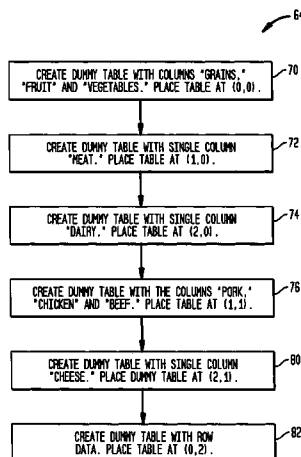 64
CREATE DUMMY TABLE WITH COLUMNS "GRAINS,"
"FRUIT" AND "VEGETABLES." PLACE TABLE AT (0,0).
70
CREATE DUMMY TABLE WITH SINGLE COLUMN
"MEAT." PLACE TABLE AT (1,0).
72
CREATE DUMMY TABLE WITH SINGLE COLUMN
"DAIRY." PLACE TABLE AT (2,0).
74
CREATE DUMMY TABLE WITH THE COLUMNS "PORK,"
"CHICKEN" AND "BEEF." PLACE TABLE AT (1,1).
76
CREATE DUMMY TABLE WITH SINGLE COLUMN
"CHEESE." PLACE DUMMY TABLE AT (2,1).
80
CREATE DUMMY TABLE WITH ROW
DATA. PLACE TABLE AT (0,2).
82